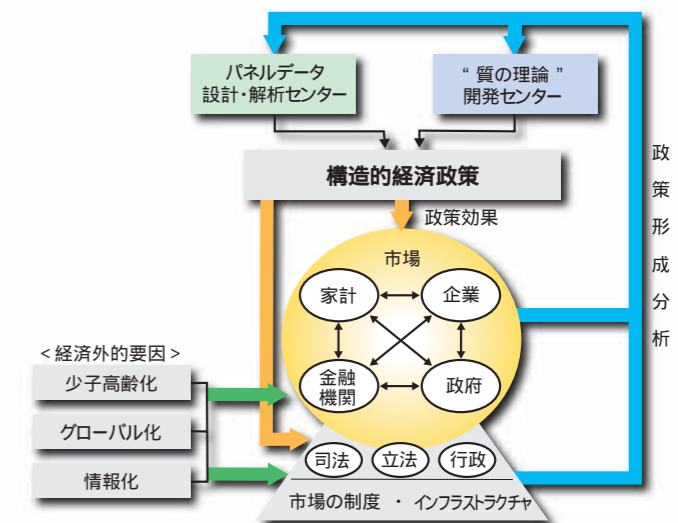 パネルデータ
設計・解析センター
“ 質の理論 ”
開発センター
構造的経済政策
政策効果
政策形成分析
市場
家計
企業
金融
機関
政府
<経済外的要因>
少子高齢化
グローバル化
情報化
司法
立法
行政
市場の制度 ・ インフラストラクチャ